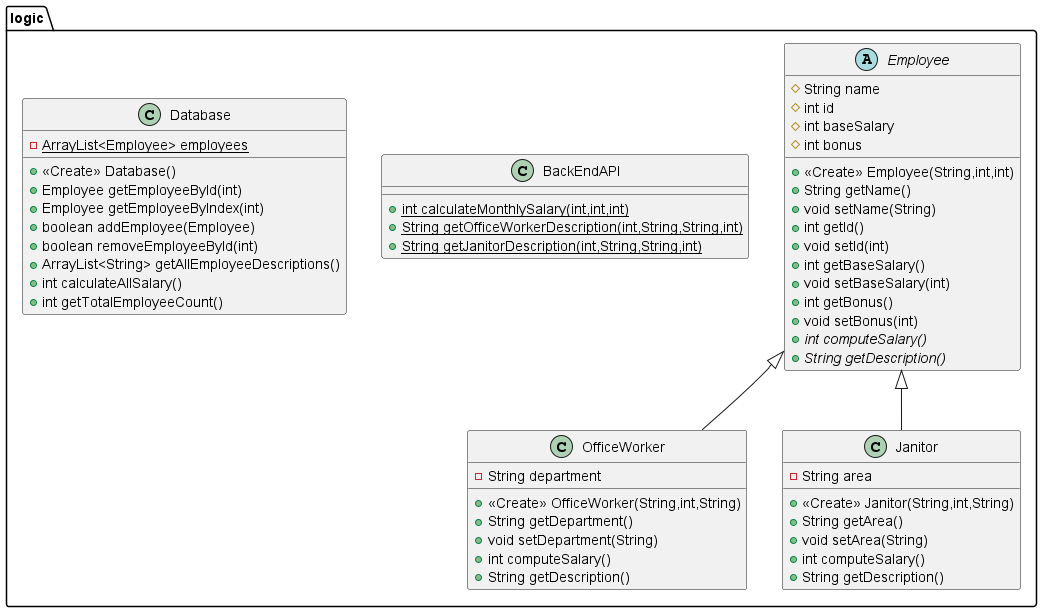 logic
C Database
ArrayList<Employee> employees
«Create» Database()
Employee getEmployeeById(int)
Employee getEmployeeByIndex(int)
boolean addEmployee(Employee)
boolean removeEmployeeById(int)
ArrayList<String> getAllEmployeeDescriptions()
int calculateAllSalary()
int getTotalEmployeeCount()
C BackEndAPI
int calculateMonthlySalary(int,int,int)
String getOfficeWorkerDescription(int,String,String,int)
String getJanitorDescription(int,String,String,int)
A Employee
String name
int id
int baseSalary
int bonus
«Create» Employee(String,int,int)
String getName()
void setName(String)
int getId()
void setId(int)
int getBaseSalary()
void setBaseSalary(int)
int getBonus()
void setBonus(int)
int computeSalary()
String getDescription()
C OfficeWorker
String department
«Create» OfficeWorker(String,int,String)
String getDepartment()
void setDepartment(String)
int computeSalary()
String getDescription()
C Janitor
String area
«Create» Janitor(String,int,String)
String getArea()
void setArea(String)
int computeSalary()
String getDescription()